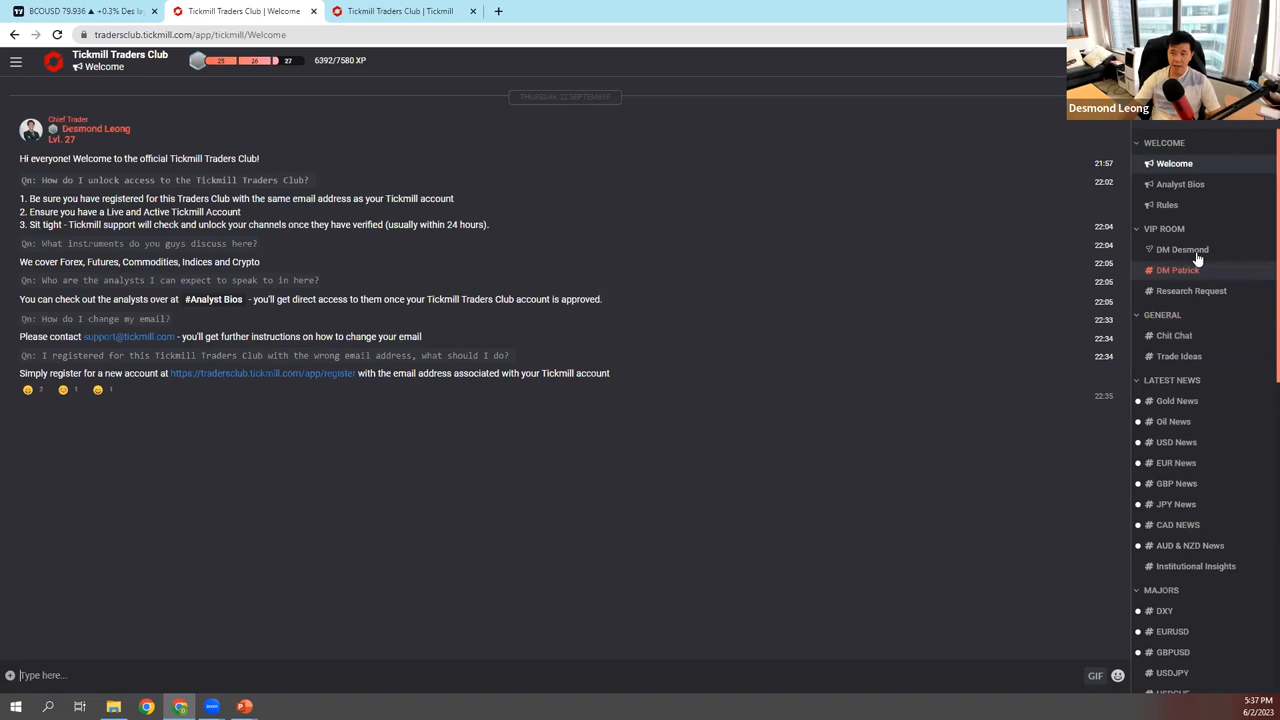 BCOUSD 79.936 ▲ +0.3% Des la
Tickmill Traders Club | Welcome
Tickmill Traders Club | Tickmill
tradersclub.tickmill.com/app/tickmill/Welcome
Tickmill Traders Club
Welcome
25
26
27
6392/7580 XP
Desmond Leong
Chief Trader
Desmond Leong
Lvl. 27
Hi everyone! Welcome to the official Tickmill Traders Club!
21:57
Qn: How do I unlock access to the Tickmill Traders Club?
22:02
1. Be sure you have registered for this Traders Club with the same email address as your Tickmill account
2. Ensure you have a Live and Active Tickmill Account
3. Sit tight - Tickmill support will check and unlock your channels once they have verified (usually within 24 hours).
22:04
Qn: What instruments do you guys discuss here?
22:04
We cover Forex, Futures, Commodities, Indices and Crypto
22:05
Qn: Who are the analysts I can expect to speak to in here?
22:05
You can check out the analysts over at #Analyst Bios - you'll get direct access to them once your Tickmill Traders Club account is approved.
22:05
Qn: How do I change my email?
22:33
Please contact support@tickmill.com - you'll get further instructions on how to change your email
22:34
Qn: I registered for this Tickmill Traders Club with the wrong email address, what should I do?
22:34
Simply register for a new account at https://tradersclub.tickmill.com/app/register with the email address associated with your Tickmill account
2
1
1
22:35
WELCOME
Welcome
Analyst Bios
Rules
VIP ROOM
DM Desmond
# DM Patrick
# Research Request
GENERAL
# Chit Chat
# Trade Ideas
LATEST NEWS
# Gold News
# Oil News
# USD News
# EUR News
# GBP News
# JPY News
# CAD NEWS
# AUD & NZD News
# Institutional Insights
MAJORS
# DXY
# EURUSD
# GBPUSD
# USDJPY
Type here...
GIF
5:37 PM
6/2/2023